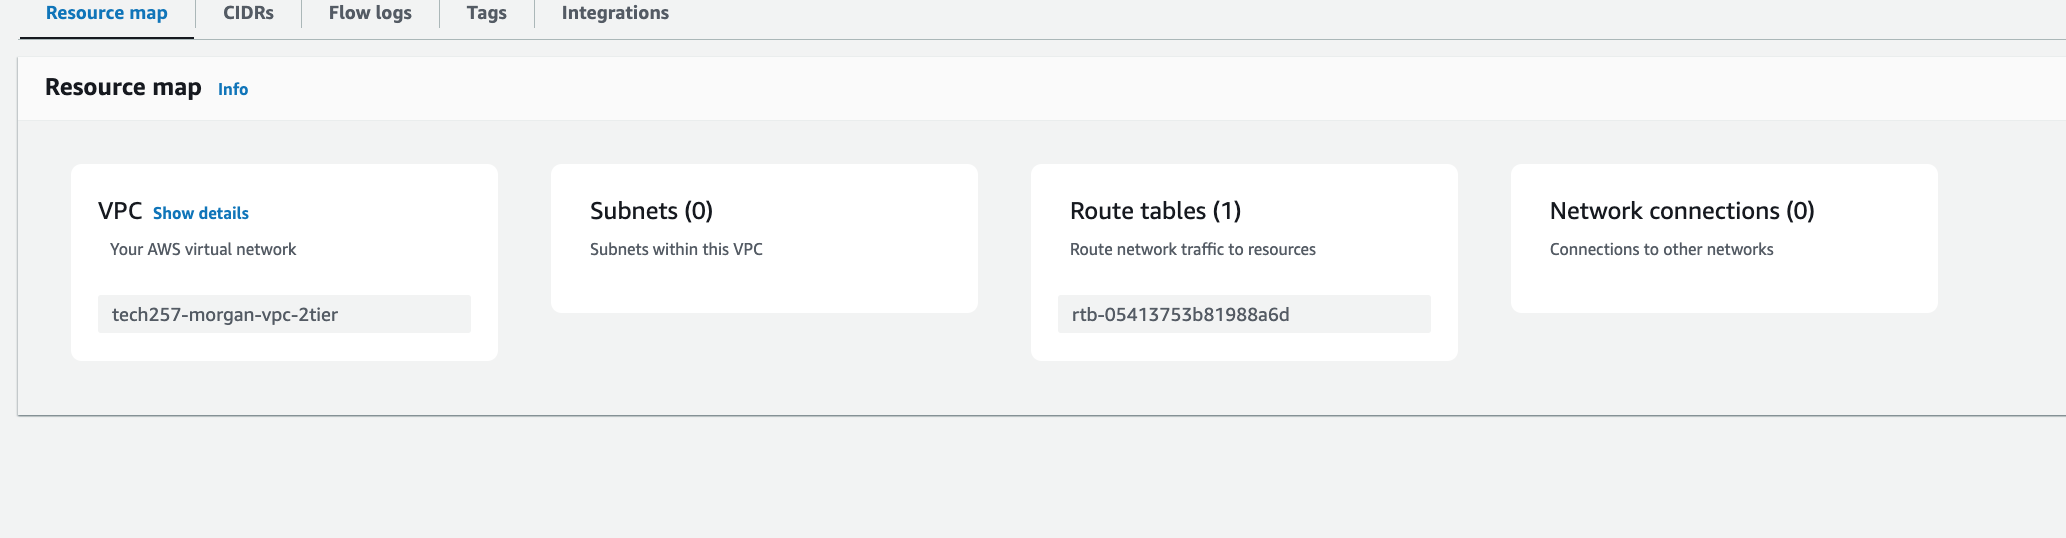 Resource map CIDRs Flow logs Tags Integrations
Resource map Info
VPC Show details
Your AWS virtual network
tech257-morgan-vpc-2tier
Subnets (0)
Subnets within this VPC
Route tables (1)
Route network traffic to resources
rtb-05413753b81988a6d
Network connections (0)
Connections to other networks